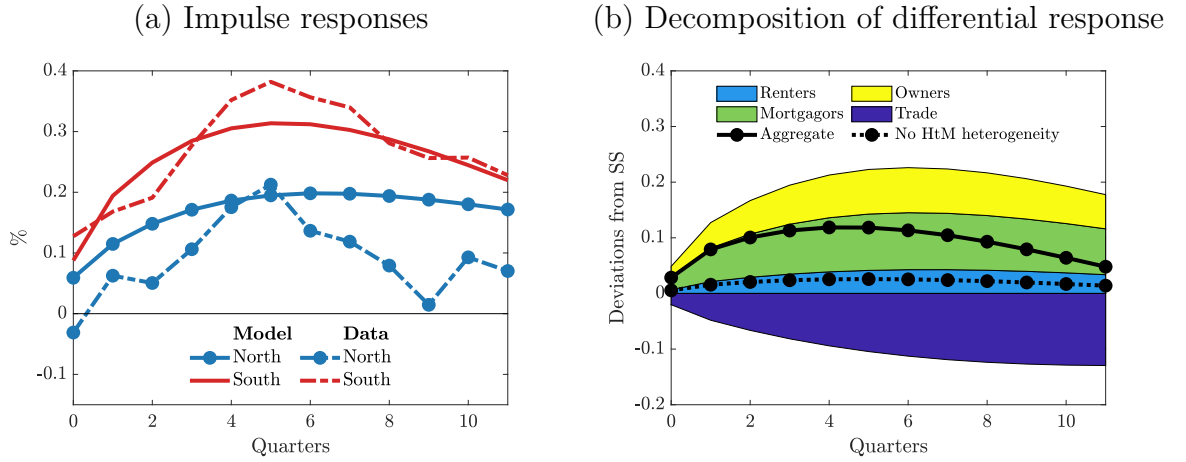 (a) Impulse responses
0.4
0.3
0.2
0.1
0
-0.1
%
0 2 4 6 8 10
Quarters
Model Data
North North
South South
(b) Decomposition of differential response
0.4
0.3
0.2
0.1
0
-0.1
-0.2
Deviations from SS
0 2 4 6 8 10
Quarters
Renters Owners
Mortgagors Trade
Aggregate No HtM heterogeneity